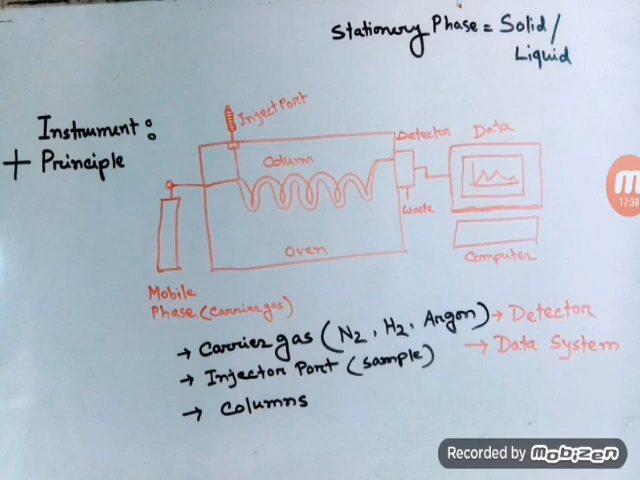 Stationary Phase = Solid /
Liquid
Instrument :
+ Principle
Inject Port
Column
Detector
Data
Waste
Oven
Computer
Mobile
Phase (carrier gas)
→ Carrier gas (N2, H2, Argon) → Detector
→ Injector Port (sample) → Data System
→ Columns
M
17:38
Recorded by Mobizen